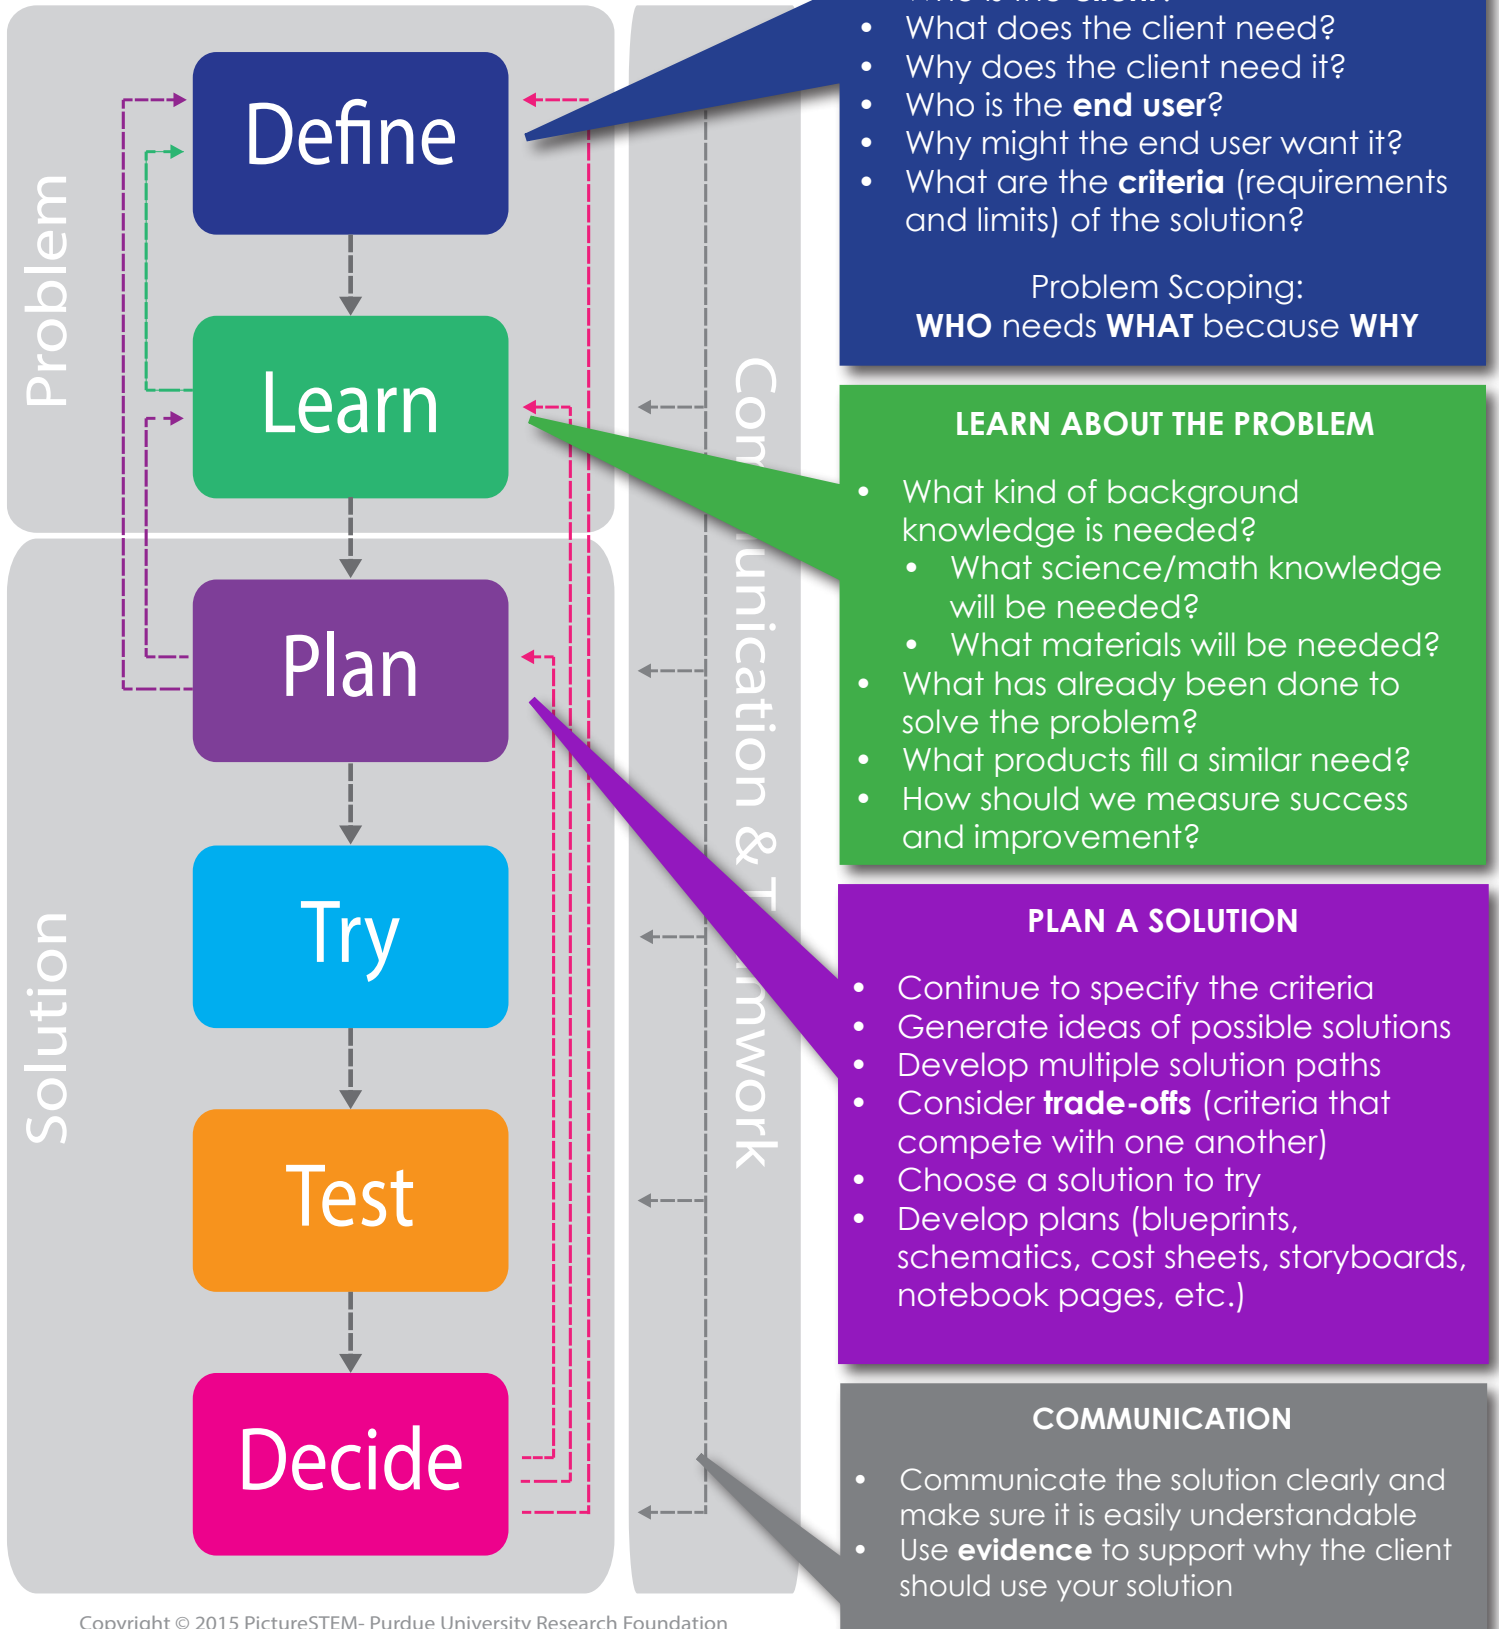 Problem
Define
Learn
Solution
Plan
Try
Test
Decide
Communication & Teamwork
Who is the client?
• What does the client need?
• Why does the client need it?
• Who is the end user?
• Why might the end user want it?
• What are the criteria (requirements
and limits) of the solution?
Problem Scoping:
WHO needs WHAT because WHY
LEARN ABOUT THE PROBLEM
• What kind of background
knowledge is needed?
• What science/math knowledge
will be needed?
• What materials will be needed?
• What has already been done to
solve the problem?
• What products fill a similar need?
• How should we measure success
and improvement?
PLAN A SOLUTION
• Continue to specify the criteria
• Generate ideas of possible solutions
• Develop multiple solution paths
• Consider trade-offs (criteria that
compete with one another)
• Choose a solution to try
• Develop plans (blueprints,
schematics, cost sheets, storyboards,
notebook pages, etc.)
COMMUNICATION
• Communicate the solution clearly and
make sure it is easily understandable
• Use evidence to support why the client
should use your solution
Copyright © 2015 PictureSTEM- Purdue University Research Foundation